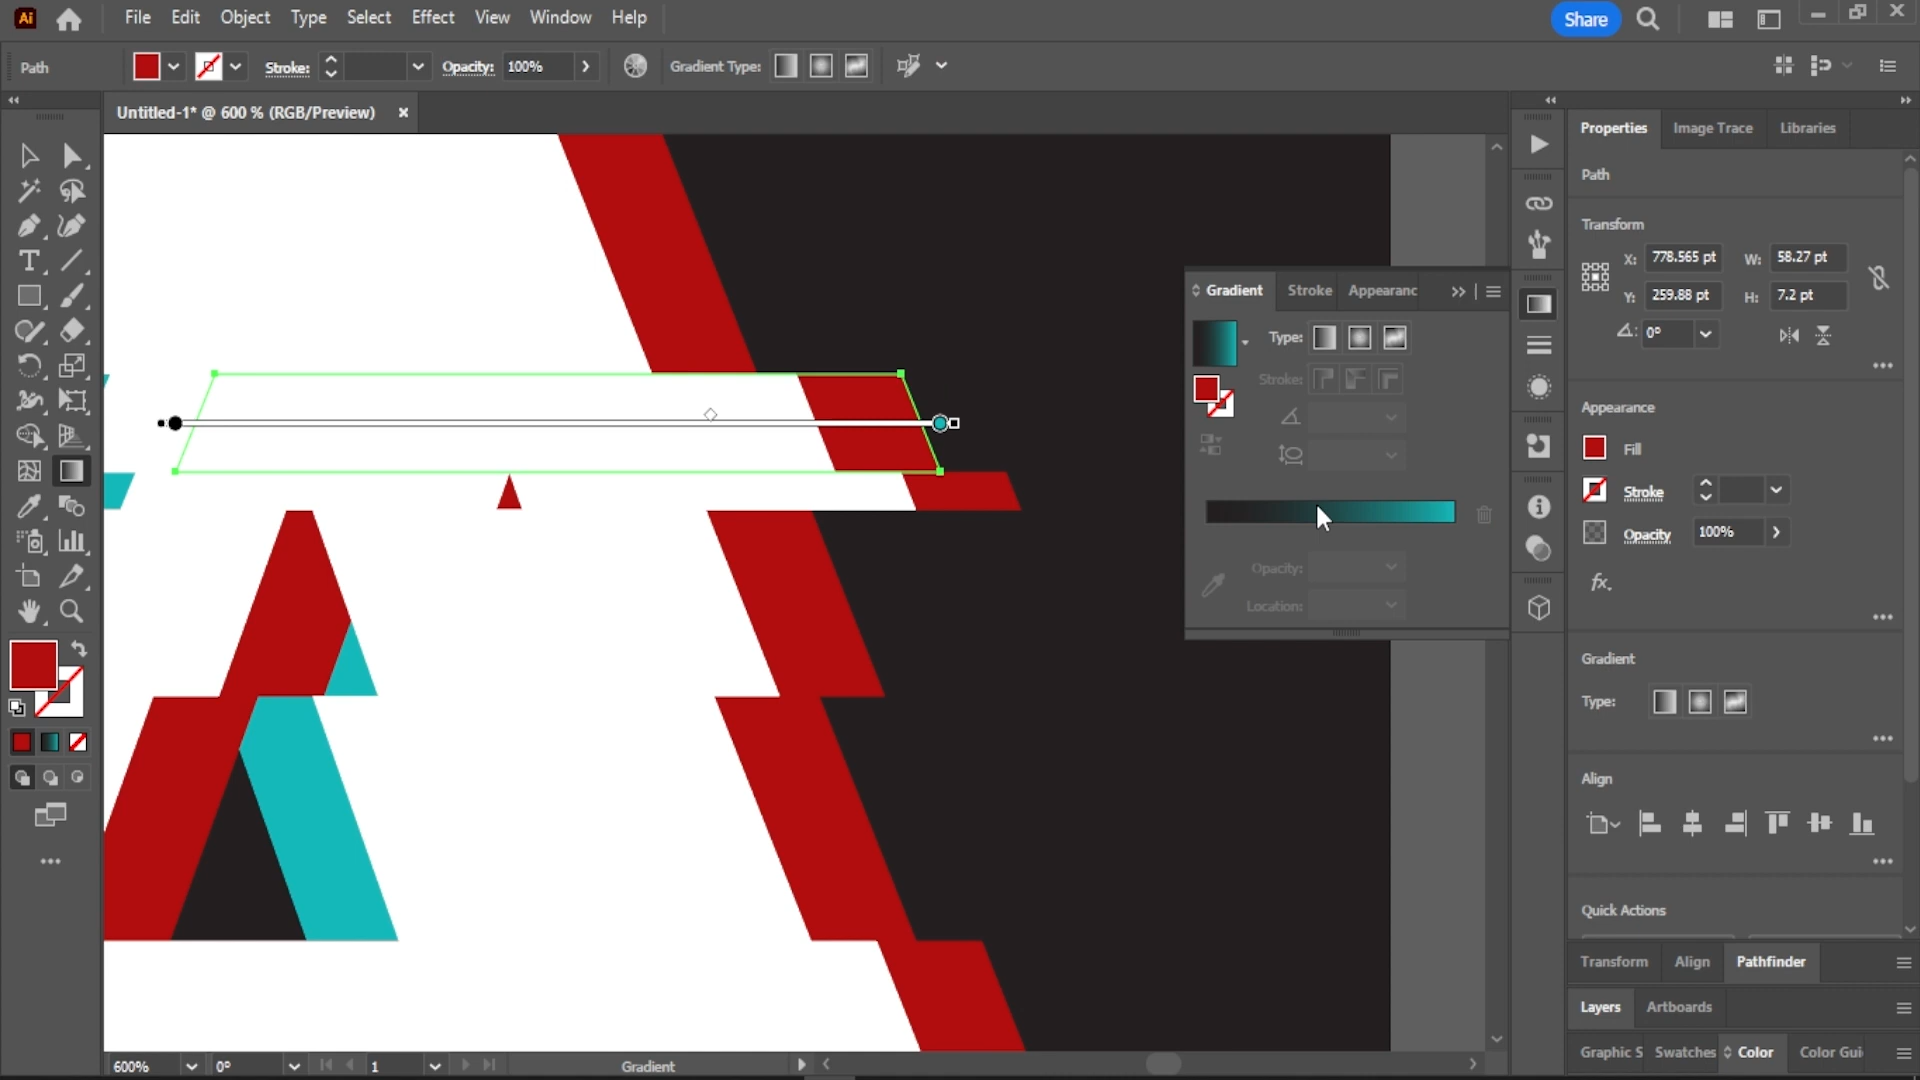 Ai File Edit Object Type Select Effect View Window Help Share
Path Stroke: Opacity: 100% Gradient Type:
Untitled-1* @ 600 % (RGB/Preview) ×
Properties Image Trace Libraries
Path
Transform
X: 778.565 pt W: 58.27 pt
Y: 259.88 pt H: 7.2 pt
0°
Appearance
Fill
Stroke
Opacity 100%
fx.
Gradient
Type:
Align
Quick Actions
Transform Align Pathfinder
Layers Artboards
Graphic S Swatches Color Color Gui
Gradient Stroke Appearanc
Type:
Stroke:
Opacity:
Location:
600% 0° 1 Gradient